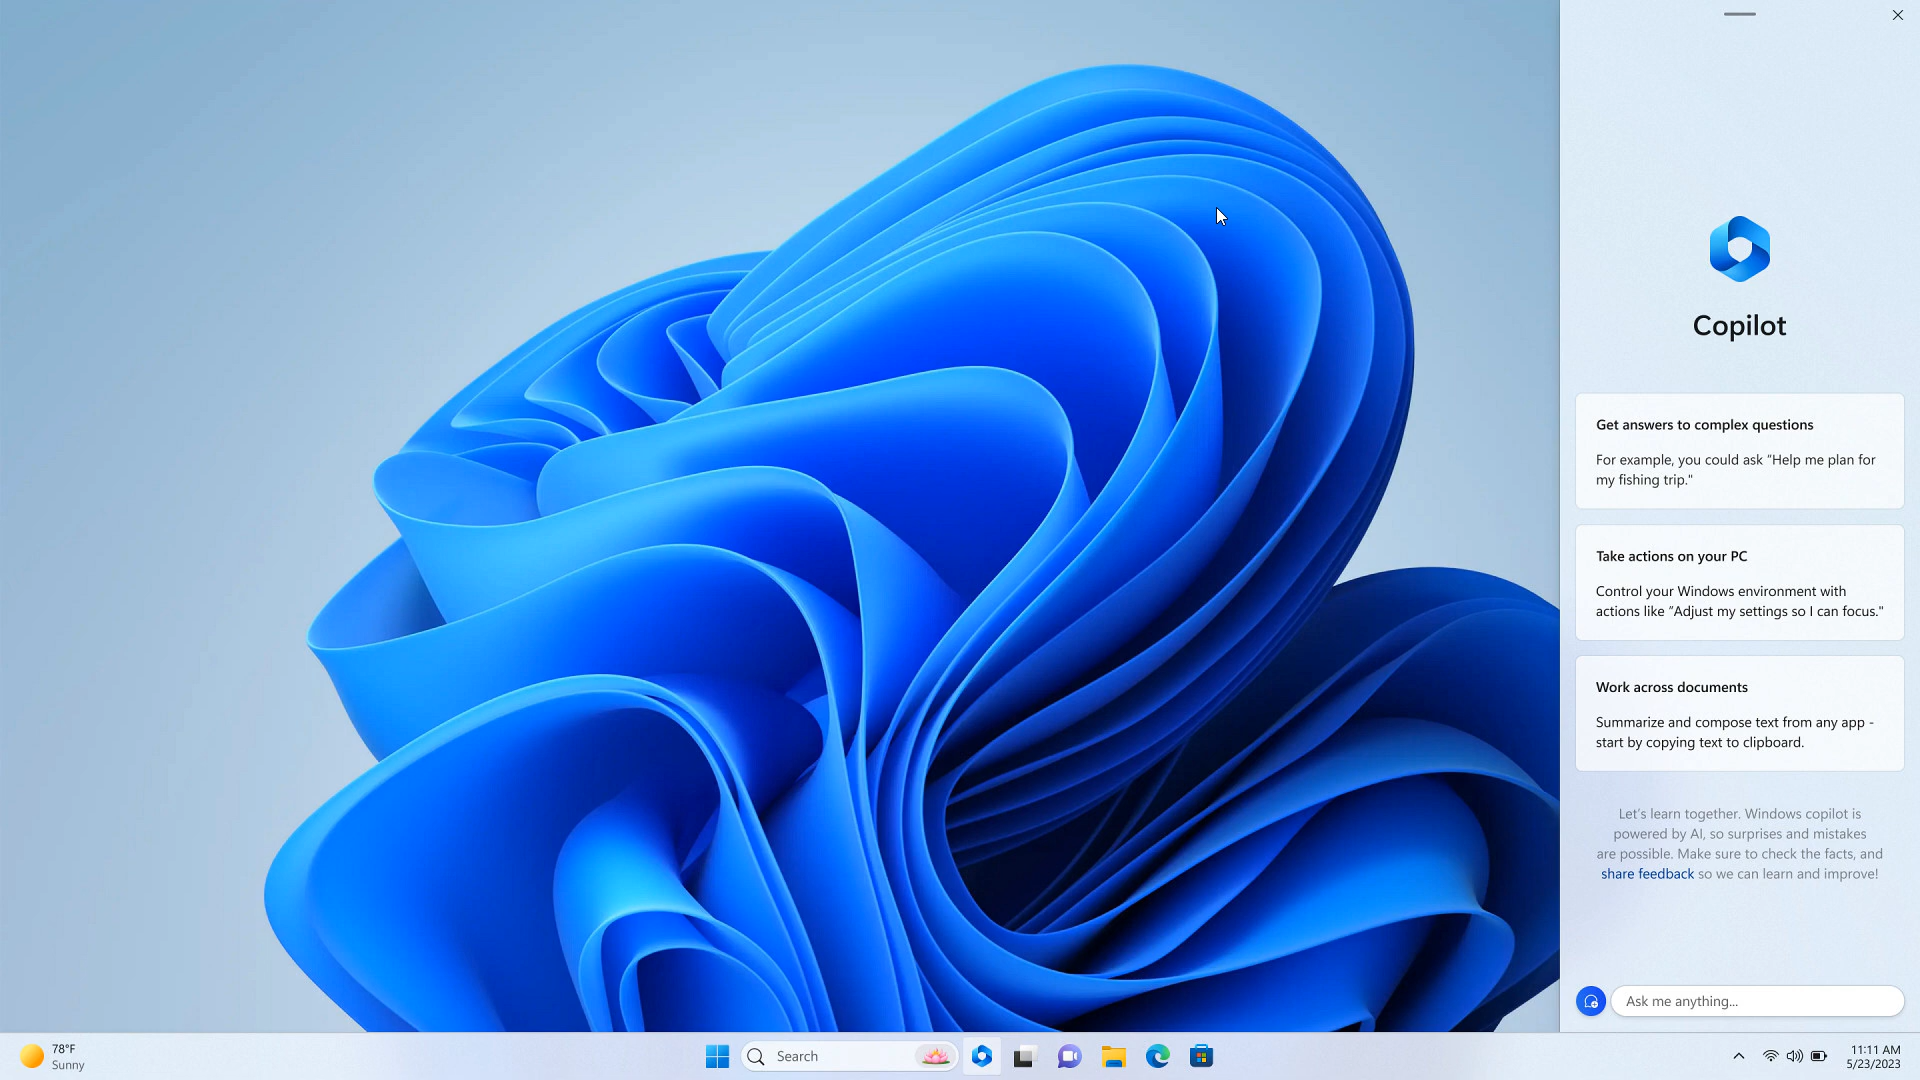 Copilot
Get answers to complex questions
For example, you could ask “Help me plan for
my fishing trip."
Take actions on your PC
Control your Windows environment with
actions like “Adjust my settings so I can focus."
Work across documents
Summarize and compose text from any app -
start by copying text to clipboard.
Let’s learn together. Windows copilot is
powered by AI, so surprises and mistakes
are possible. Make sure to check the facts, and
share feedback so we can learn and improve!
Ask me anything...
78°F
Sunny
Search
11:11 AM
5/23/2023